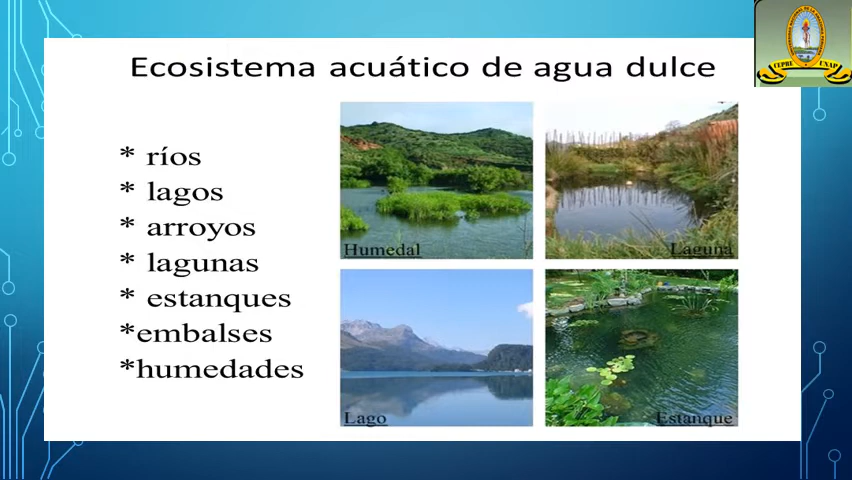 Ecosistema acuático de agua dulce
* ríos
* lagos
* arroyos
* lagunas
* estanques
*embalses
*humedades
Humedal
Laguna
Lago
Estanque
CEPRE UNAP